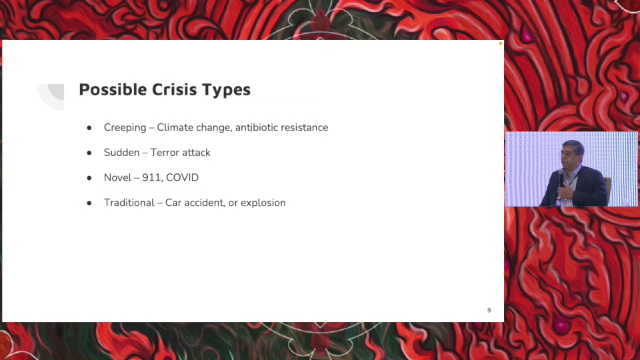 Possible Crisis Types
● Creeping – Climate change, antibiotic resistance
● Sudden – Terror attack
● Novel – 911, COVID
● Traditional – Car accident, or explosion
9